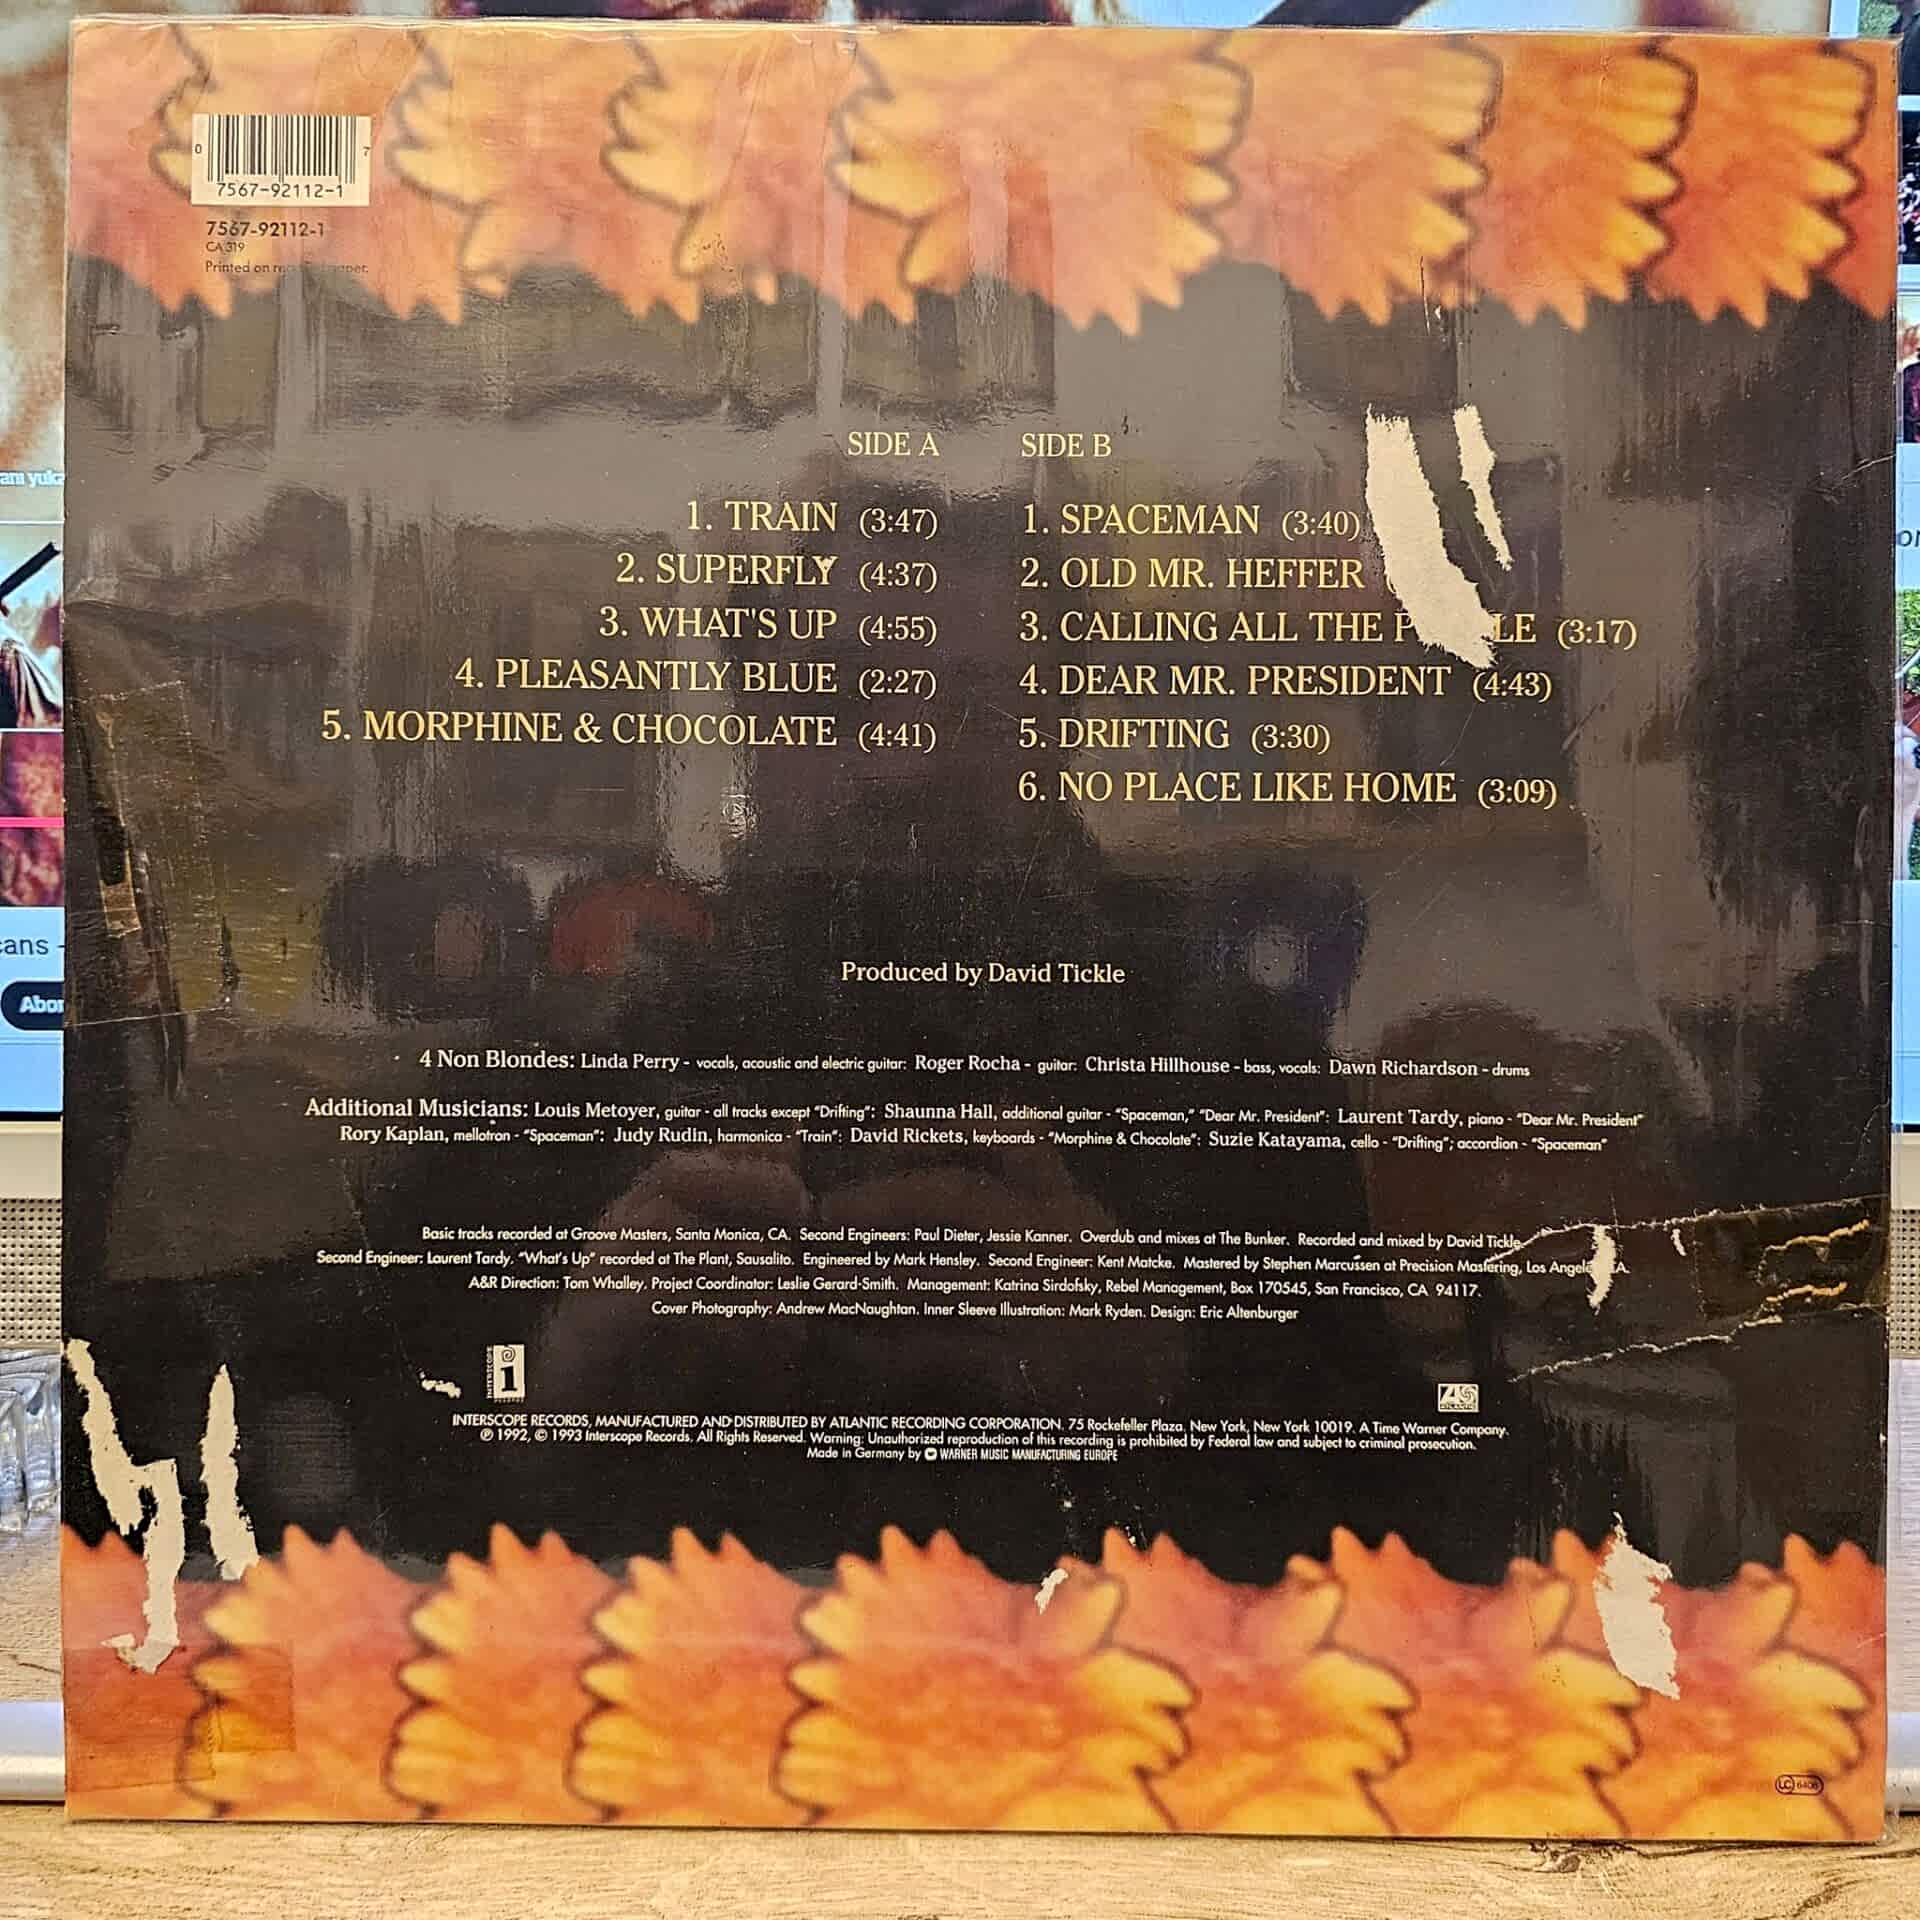 0 7
7567-92112-1
7567-92112-1
CA 319
Printed on
SIDE A
1. TRAIN (3:47)
2. SUPERFLY (4:37)
3. WHAT'S UP (4:55)
4. PLEASANTLY BLUE (2:27)
5. MORPHINE & CHOCOLATE (4:41)
SIDE B
1. SPACEMAN (3:40)
2. OLD MR. HEFFER
3. CALLING ALL THE (3:17)
4. DEAR MR. PRESIDENT (4:43)
5. DRIFTING (3:30)
6. NO PLACE LIKE HOME (3:09)
Produced by David Tickle
4 Non Blondes: Linda Perry - vocals, acoustic and electric guitar: Roger Rocha - guitar: Christa Hillhouse - bass, vocals: Dawn Richardson - drums
Additional Musicians: Louis Metoyer, guitar - all tracks except "Drifting": Shaunna Hall, additional guitar - "Spaceman," "Dear Mr. President": Laurent Tardy, piano - "Dear Mr. President"
Rory Kaplan, mellotron - "Spaceman": Judy Rudin, harmonica - "Train": David Rickets, keyboards - "Morphine & Chocolate": Suzie Katayama, cello - "Drifting"; accordion - "Spaceman"
Basic tracks recorded at Groove Masters, Santa Monica, CA. Second Engineers: Paul Dieter, Jessie Kanner. Overdub and mixes at The Bunker. Recorded and mixed by David Tickle
Second Engineer: Laurent Tardy. "What's Up" recorded at The Plant, Sausalito. Engineered by Mark Hensley. Second Engineer: Kent Matcke. Mastered by Stephen Marcussen at Precision Mastering, Los
A&R Direction: Tom Whalley. Project Coordinator: Leslie Gerard-Smith. Management: Katrina Sirdofsky, Rebel Management, Box 170545, San Francisco, CA 94117.
Cover Photography: Andrew MacNaughtan. Inner Sleeve Illustration: Mark Ryden. Design: Eric Altenburger
INTERSCOPE i
ATLANTIC
INTERSCOPE RECORDS, MANUFACTURED AND DISTRIBUTED BY ATLANTIC RECORDING CORPORATION. 75 Rockefeller Plaza, New York, New York 10019. A Time Warner Company.
℗ 1992, © 1993 Interscope Records. All Rights Reserved. Warning: Unauthorized reproduction of this recording is prohibited by Federal law and subject to criminal prosecution.
Made in Germany by WARNER MUSIC MANUFACTURING EUROPE
LC 6406